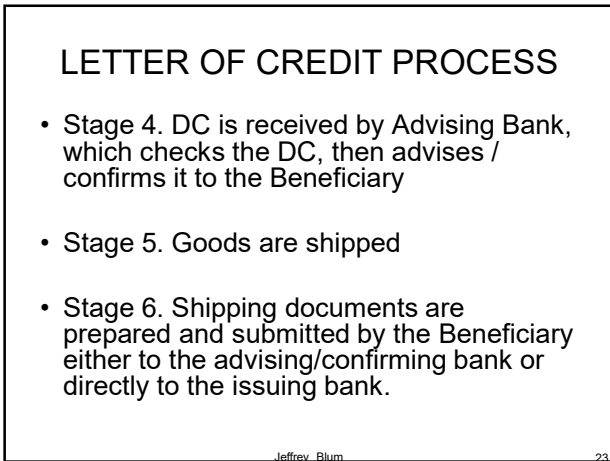 LETTER OF CREDIT PROCESS
• Stage 4. DC is received by Advising Bank,
which checks the DC, then advises /
confirms it to the Beneficiary
• Stage 5. Goods are shipped
• Stage 6. Shipping documents are
prepared and submitted by the Beneficiary
either to the advising/confirming bank or
directly to the issuing bank.
Jeffrey Blum
23